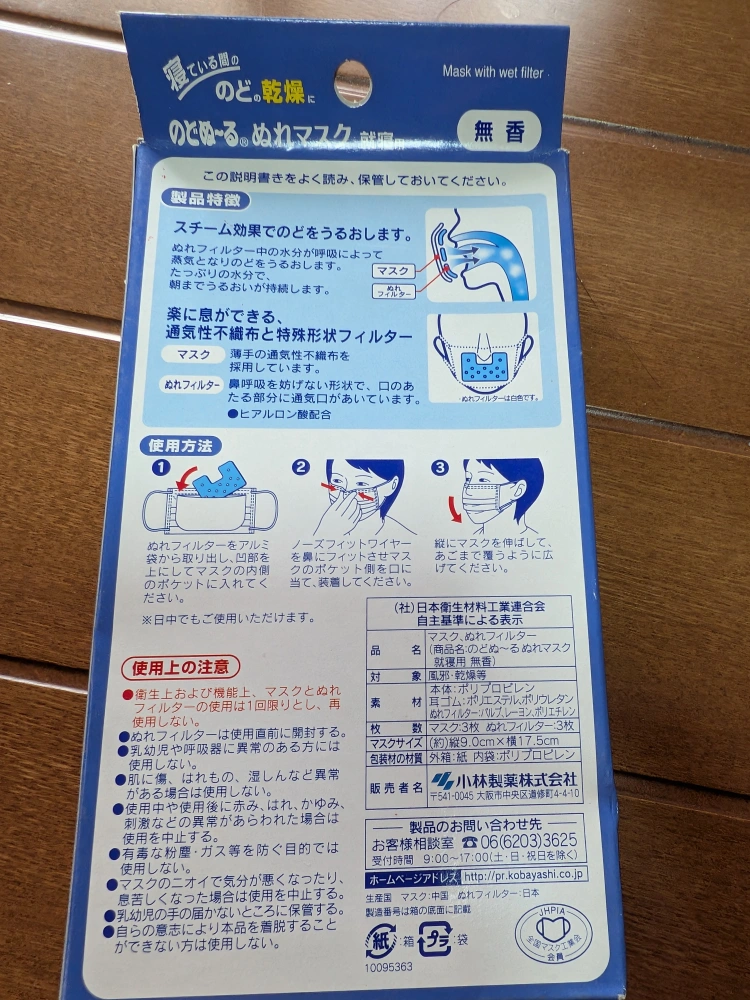 寝ている間の
のどの乾燥に
Mask with wet filter
のどぬ〜る®ぬれマスク 就寝用
無香
この説明書きをよく読み、保管しておいてください。
製品特徴
スチーム効果でのどをうるおします。
ぬれフィルター中の水分が呼吸によって
蒸気となりのどをうるおします。
たっぷりの水分で、
朝までうるおいが持続します。
マスク
ぬれ
フィルター
楽に息ができる、
通気性不織布と特殊形状フィルター
マスク 薄手の通気性不織布を
採用しています。
ぬれフィルター 鼻呼吸を妨げない形状で、口のあ
たる部分に通気口があいています。
●ヒアルロン酸配合
ぬれフィルターは白色です。
使用方法
1
ぬれフィルターをアルミ
袋から取り出し、凹部を
上にしてマスクの内側
のポケットに入れてく
ださい。
2
ノーズフィットワイヤー
を鼻にフィットさせマス
クのポケット側を口に
当て、装着してください。
3
縦にマスクを伸ばして、
あごまで覆うように広
げてください。
※日中でもご使用いただけます。
使用上の注意
●衛生上および機能上、マスクとぬれ
フィルターの使用は1回限りとし、再
使用しない。
●ぬれフィルターは使用直前に開封する。
●乳幼児や呼吸器に異常のある方には
使用しない。
●肌に傷、はれもの、湿しんなど異常
がある場合は使用しない。
●使用中や使用後に赤み、はれ、かゆみ、
刺激などの異常があらわれた場合は
使用を中止する。
●有毒な粉塵・ガス等を防ぐ目的では
使用しない。
●マスクのニオイで気分が悪くなったり、
息苦しくなった場合は使用を中止する。
●乳幼児の手の届かないところに保管する。
●自らの意志により本品を着脱すること
ができない方は使用しない。
(社)日本衛生材料工業連合会
自主基準による表示
品名 マスク、ぬれフィルター
(商品名:のどぬ〜るぬれマスク
就寝用 無香)
対象 風邪・乾燥等
素材 本体:ポリプロピレン
耳ゴム:ポリエステル、ポリウレタン
ぬれフィルター:パルプ、レーヨン、ポリエチレン
枚数 マスク:3枚 ぬれフィルター:3枚
マスクサイズ (約)縦9.0cm×横17.5cm
包装材の材質 外箱:紙 内袋:ポリプロピレン
販売者名 小林製薬株式会社
〒541-0045 大阪市中央区道修町4-4-10
製品のお問い合わせ先
お客様相談室 ☎06(6203)3625
受付時間 9:00〜17:00(土・日・祝日を除く)
ホームページアドレス http://pr.kobayashi.co.jp
生産国 マスク:中国 ぬれフィルター:日本
製造番号は箱の底面に記載
紙:箱 プラ:袋
10095363
JHPIA
全国マスク工業会
会員